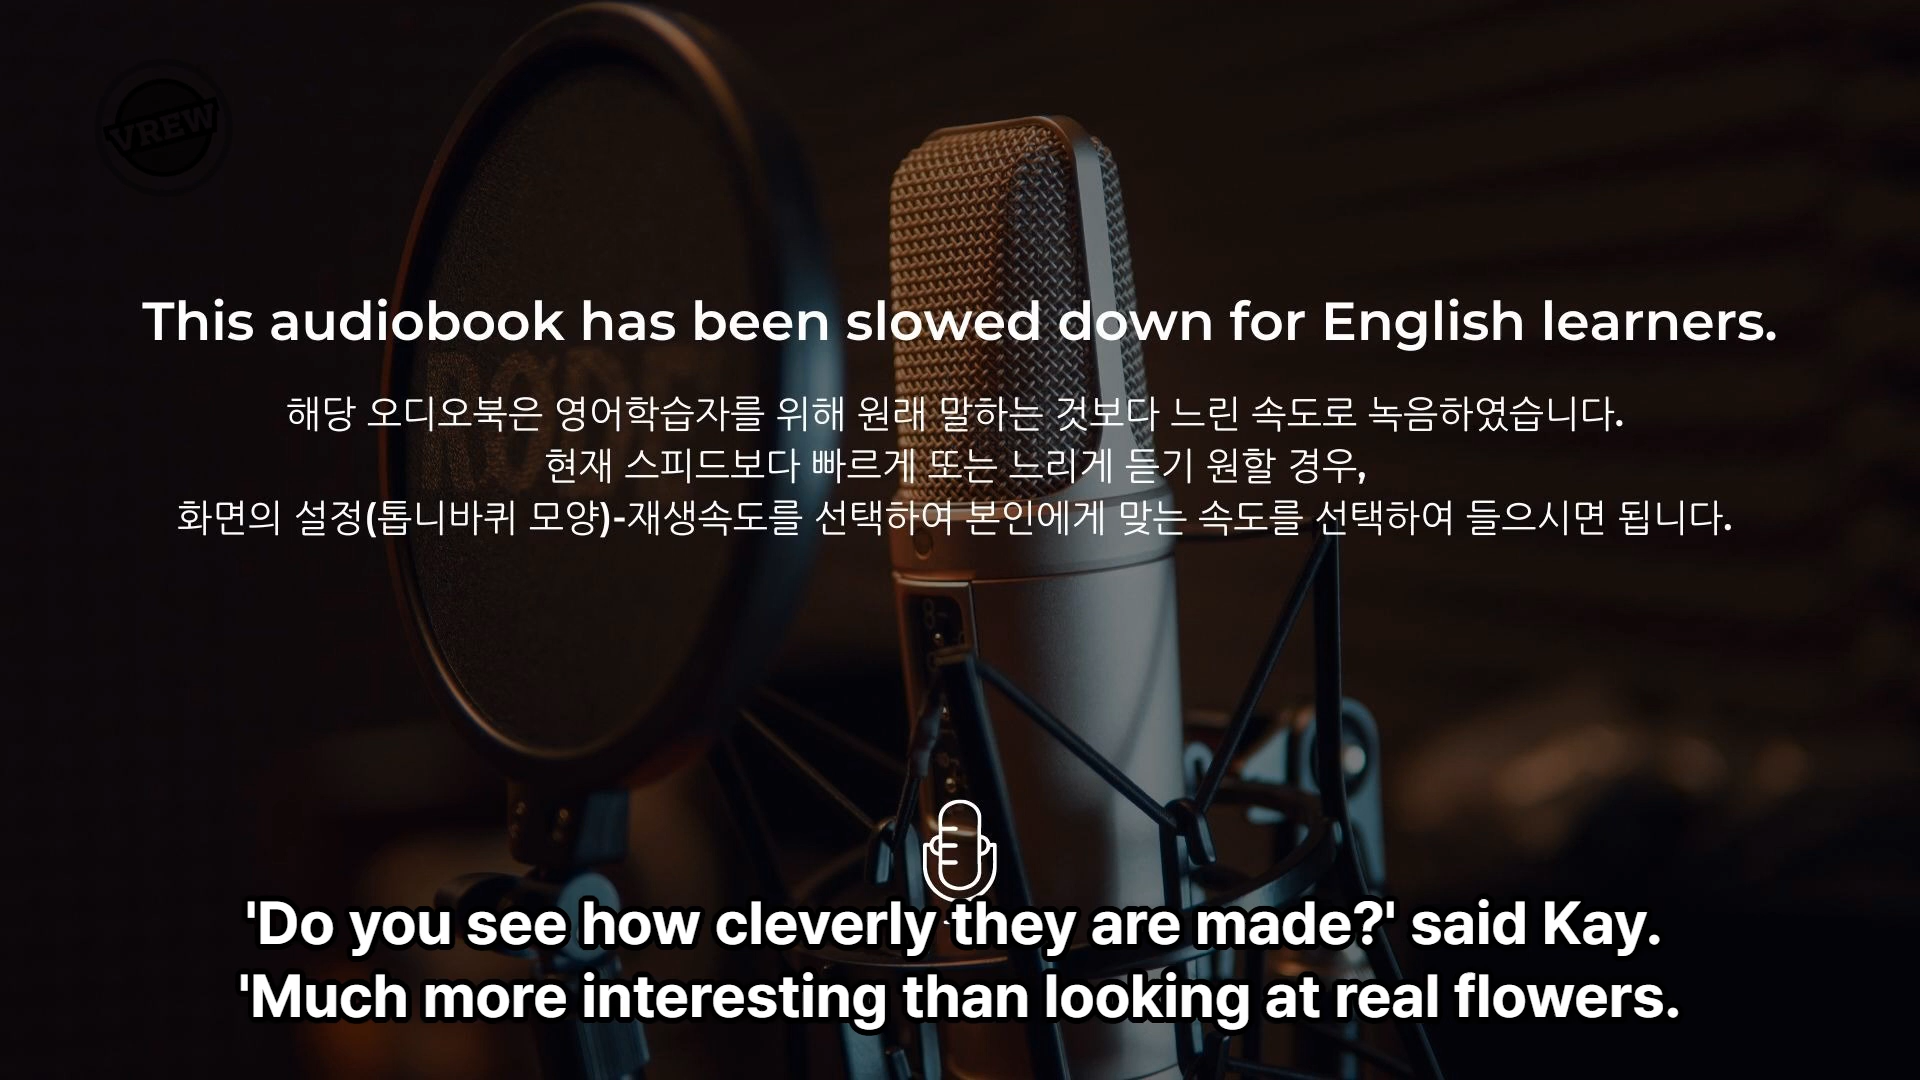 VREW
This audiobook has been slowed down for English learners.
해당 오디오북은 영어학습자를 위해 원래 말하는 것보다 느린 속도로 녹음하였습니다.
현재 스피드보다 빠르게 또는 느리게 듣기 원할 경우,
화면의 설정(톱니바퀴 모양)-재생속도를 선택하여 본인에게 맞는 속도를 선택하여 들으시면 됩니다.
'Do you see how cleverly they are made?' said Kay.
'Much more interesting than looking at real flowers.